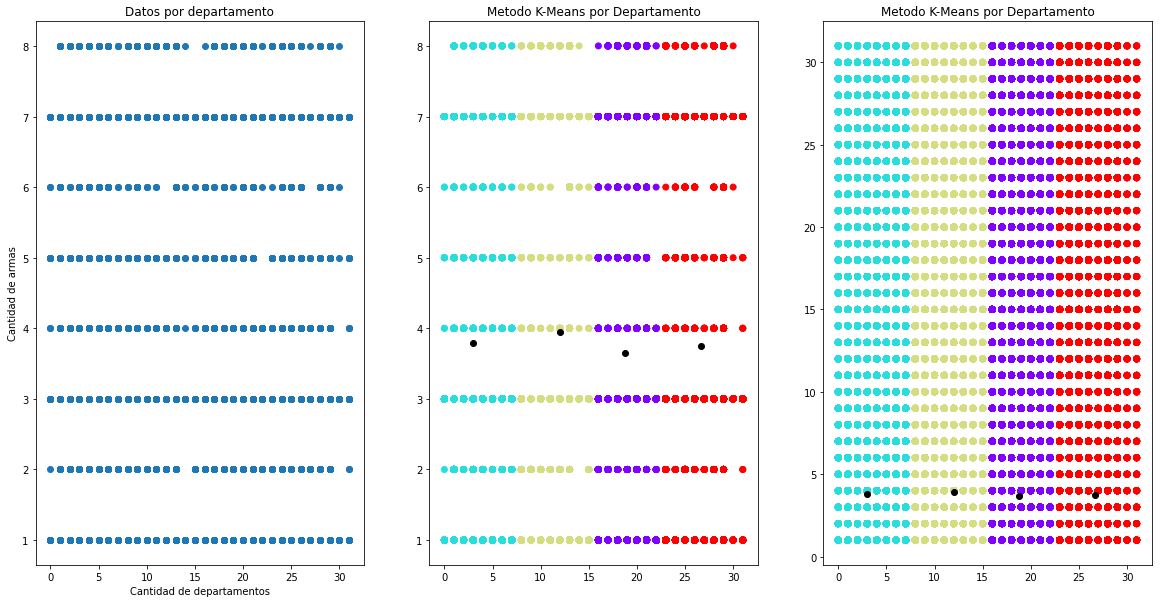 Datos por departamento
Cantidad de armas
8
7
6
5
4
3
2
1
0 5 10 15 20 25 30
Cantidad de departamentos
Metodo K-Means por Departamento
8
7
6
5
4
3
2
1
0 5 10 15 20 25 30
Metodo K-Means por Departamento
30
25
20
15
10
5
0
0 5 10 15 20 25 30